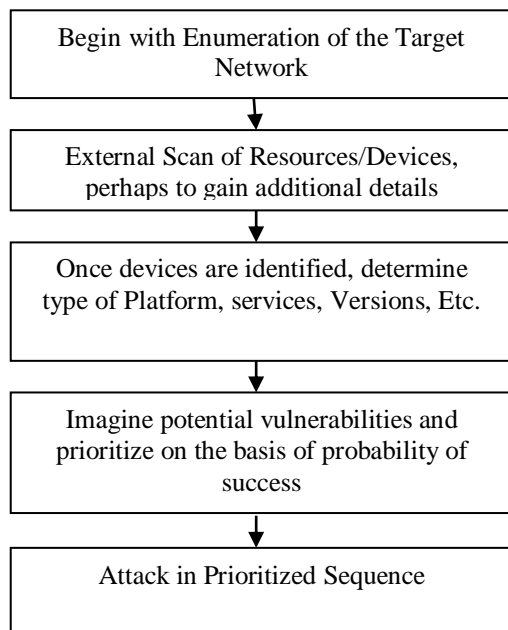 Begin with Enumeration of the Target
Network
External Scan of Resources/Devices,
perhaps to gain additional details
Once devices are identified, determine
type of Platform, services, Versions, Etc.
Imagine potential vulnerabilities and
prioritize on the basis of probability of
success
Attack in Prioritized Sequence